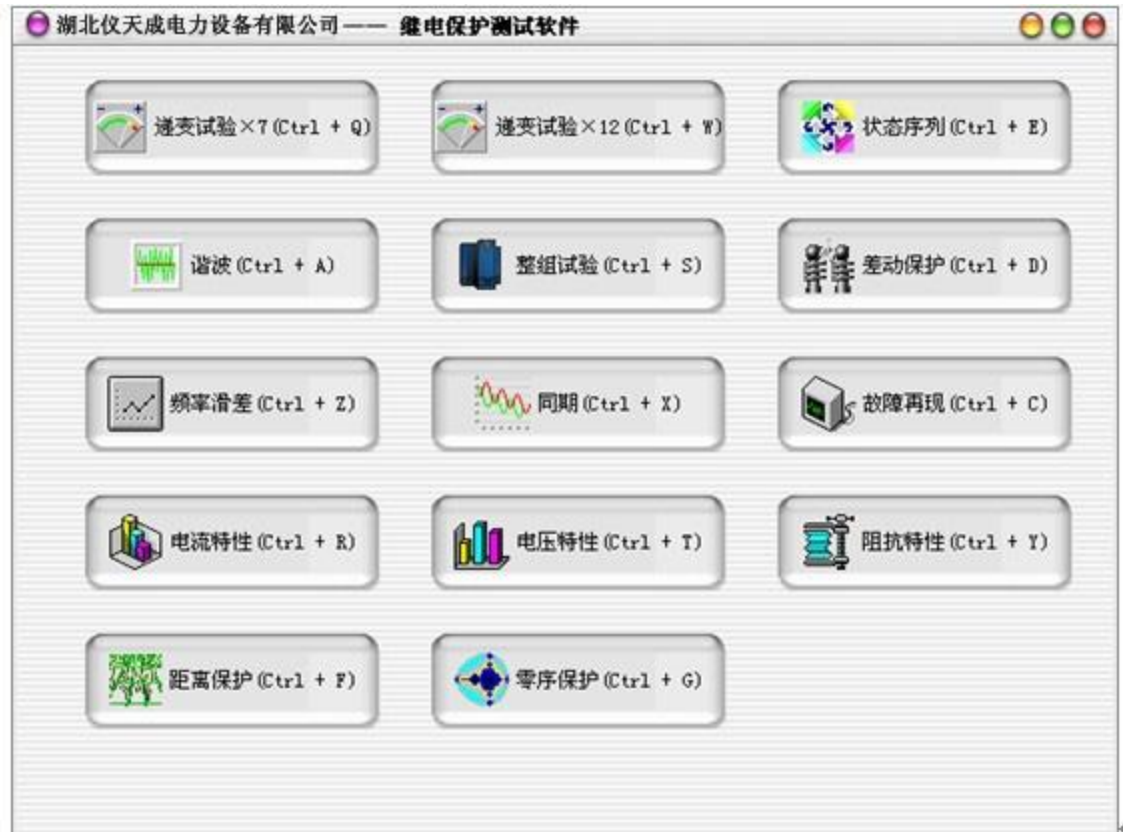 湖北仪天成电力设备有限公司—— 继电保护测试软件
递变试验×7(Ctrl + Q)
递变试验×12(Ctrl + W)
状态序列(Ctrl + E)
谐波(Ctrl + A)
整组试验(Ctrl + S)
差动保护(Ctrl + D)
频率滑差(Ctrl + Z)
同期(Ctrl + X)
故障再现(Ctrl + C)
电流特性(Ctrl + R)
电压特性(Ctrl + T)
阻抗特性(Ctrl + Y)
距离保护(Ctrl + F)
零序保护(Ctrl + G)